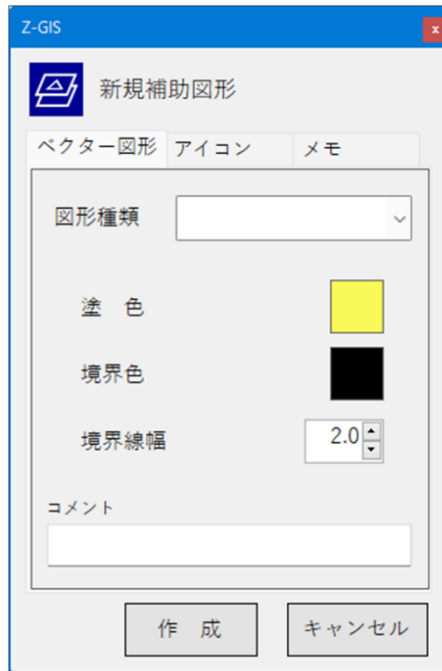 Z-GIS
x
新規補助図形
ベクター図形 アイコン メモ
図形種類
塗 色
境界色
境界線幅 2.0
コメント
作 成 キャンセル